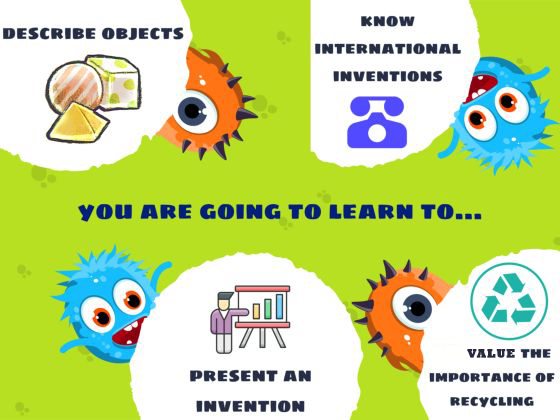 DESCRIBE OBJECTS
KNOW
INTERNATIONAL
INVENTIONS
YOU ARE GOING TO LEARN TO...
PRESENT AN
INVENTION
VALUE THE
IMPORTANCE OF
RECYCLING